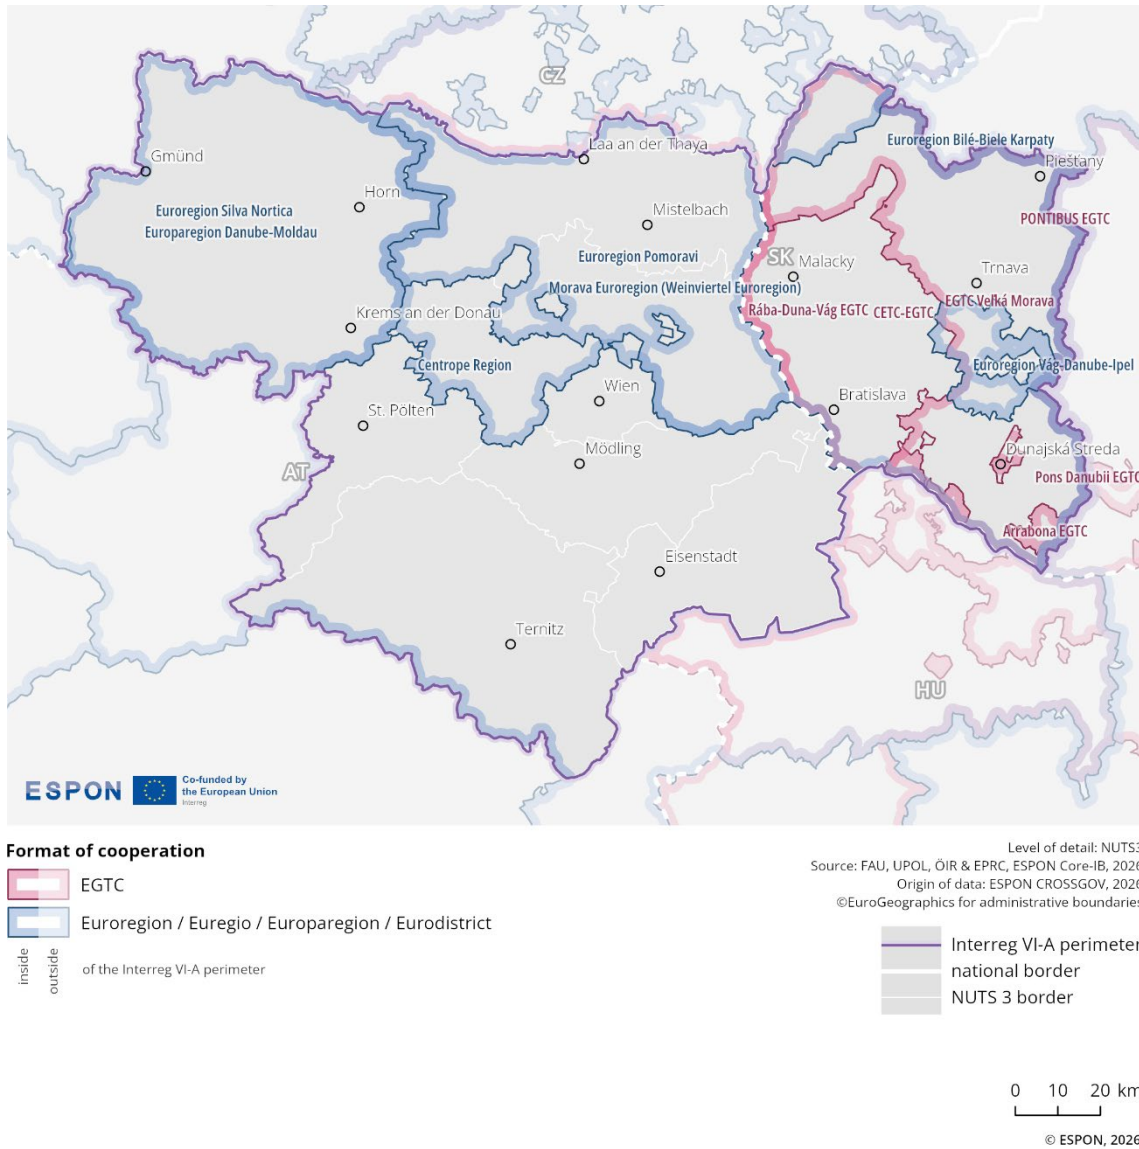 CZ
Laa an der Thaya
Euroregion Bílé-Biele Karpaty
Gmünd
Piešťany
Horn
Euroregion Silva Nortica
Europaregion Danube-Moldau
Mistelbach
PONTIBUS EGTC
Euroregion Pomoravi
SK
Malacky
Trnava
Morava Euroregion (Weinviertel Euroregion)
EGTC Veľká Morava
Rába-Duna-Vág EGTC
CETC-EGTC
Krems an der Donau
Centrope Region
Euroregion Vág-Danube-Ipel
Wien
Bratislava
St. Pölten
Mödling
Dunajská Streda
AT
Pons Danubii EGTC
Arrabona EGTC
Eisenstadt
Ternitz
HU
ESPON
Co-funded by
the European Union
Interreg
Format of cooperation
EGTC
Euroregion / Euregio / Europaregion / Eurodistrict
inside
outside
of the Interreg VI-A perimeter
Level of detail: NUTS3
Source: FAU, UPOL, ÖIR & EPRC, ESPON Core-IB, 2026
Origin of data: ESPON CROSSGOV, 2026
©EuroGeographics for administrative boundaries
Interreg VI-A perimeter
national border
NUTS 3 border
0 10 20 km
© ESPON, 2026